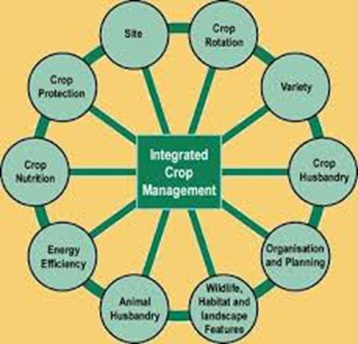 Site
Crop
Rotation
Variety
Crop
Husbandry
Organisation
and Planning
Wildlife,
Habitat and
landscape
Features
Animal
Husbandry
Energy
Efficiency
Crop
Nutrition
Crop
Protection
Integrated
Crop
Management